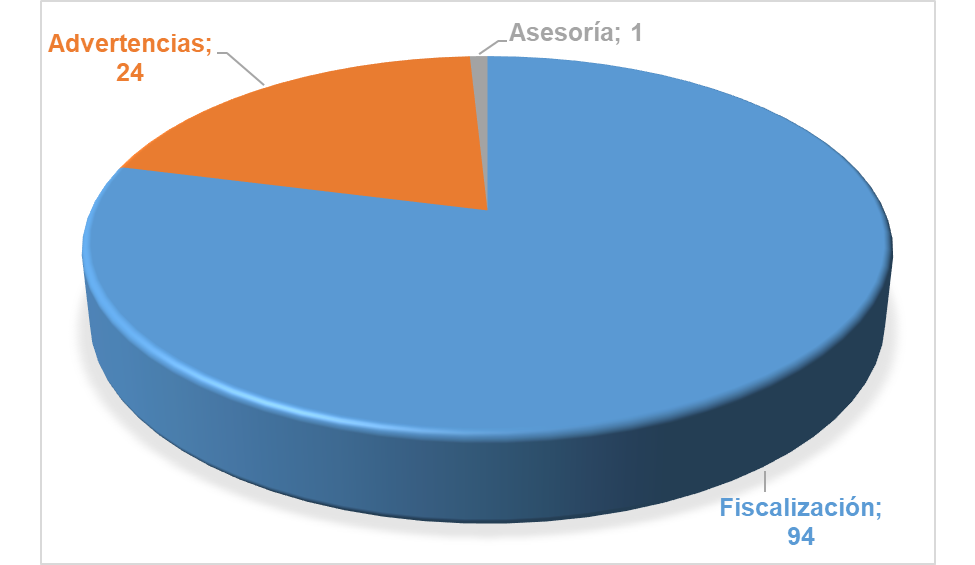 Asesoría; 1
Advertencias;
24
Fiscalización;
94